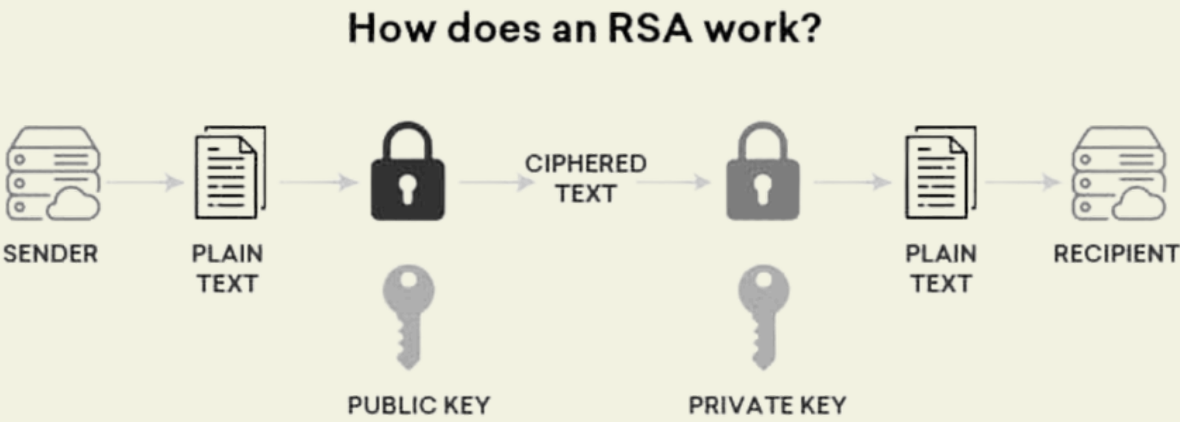 How does an RSA work?
CIPHERED
TEXT
SENDER
PLAIN
TEXT
PLAIN
TEXT
RECIPIENT
PUBLIC KEY
PRIVATE KEY